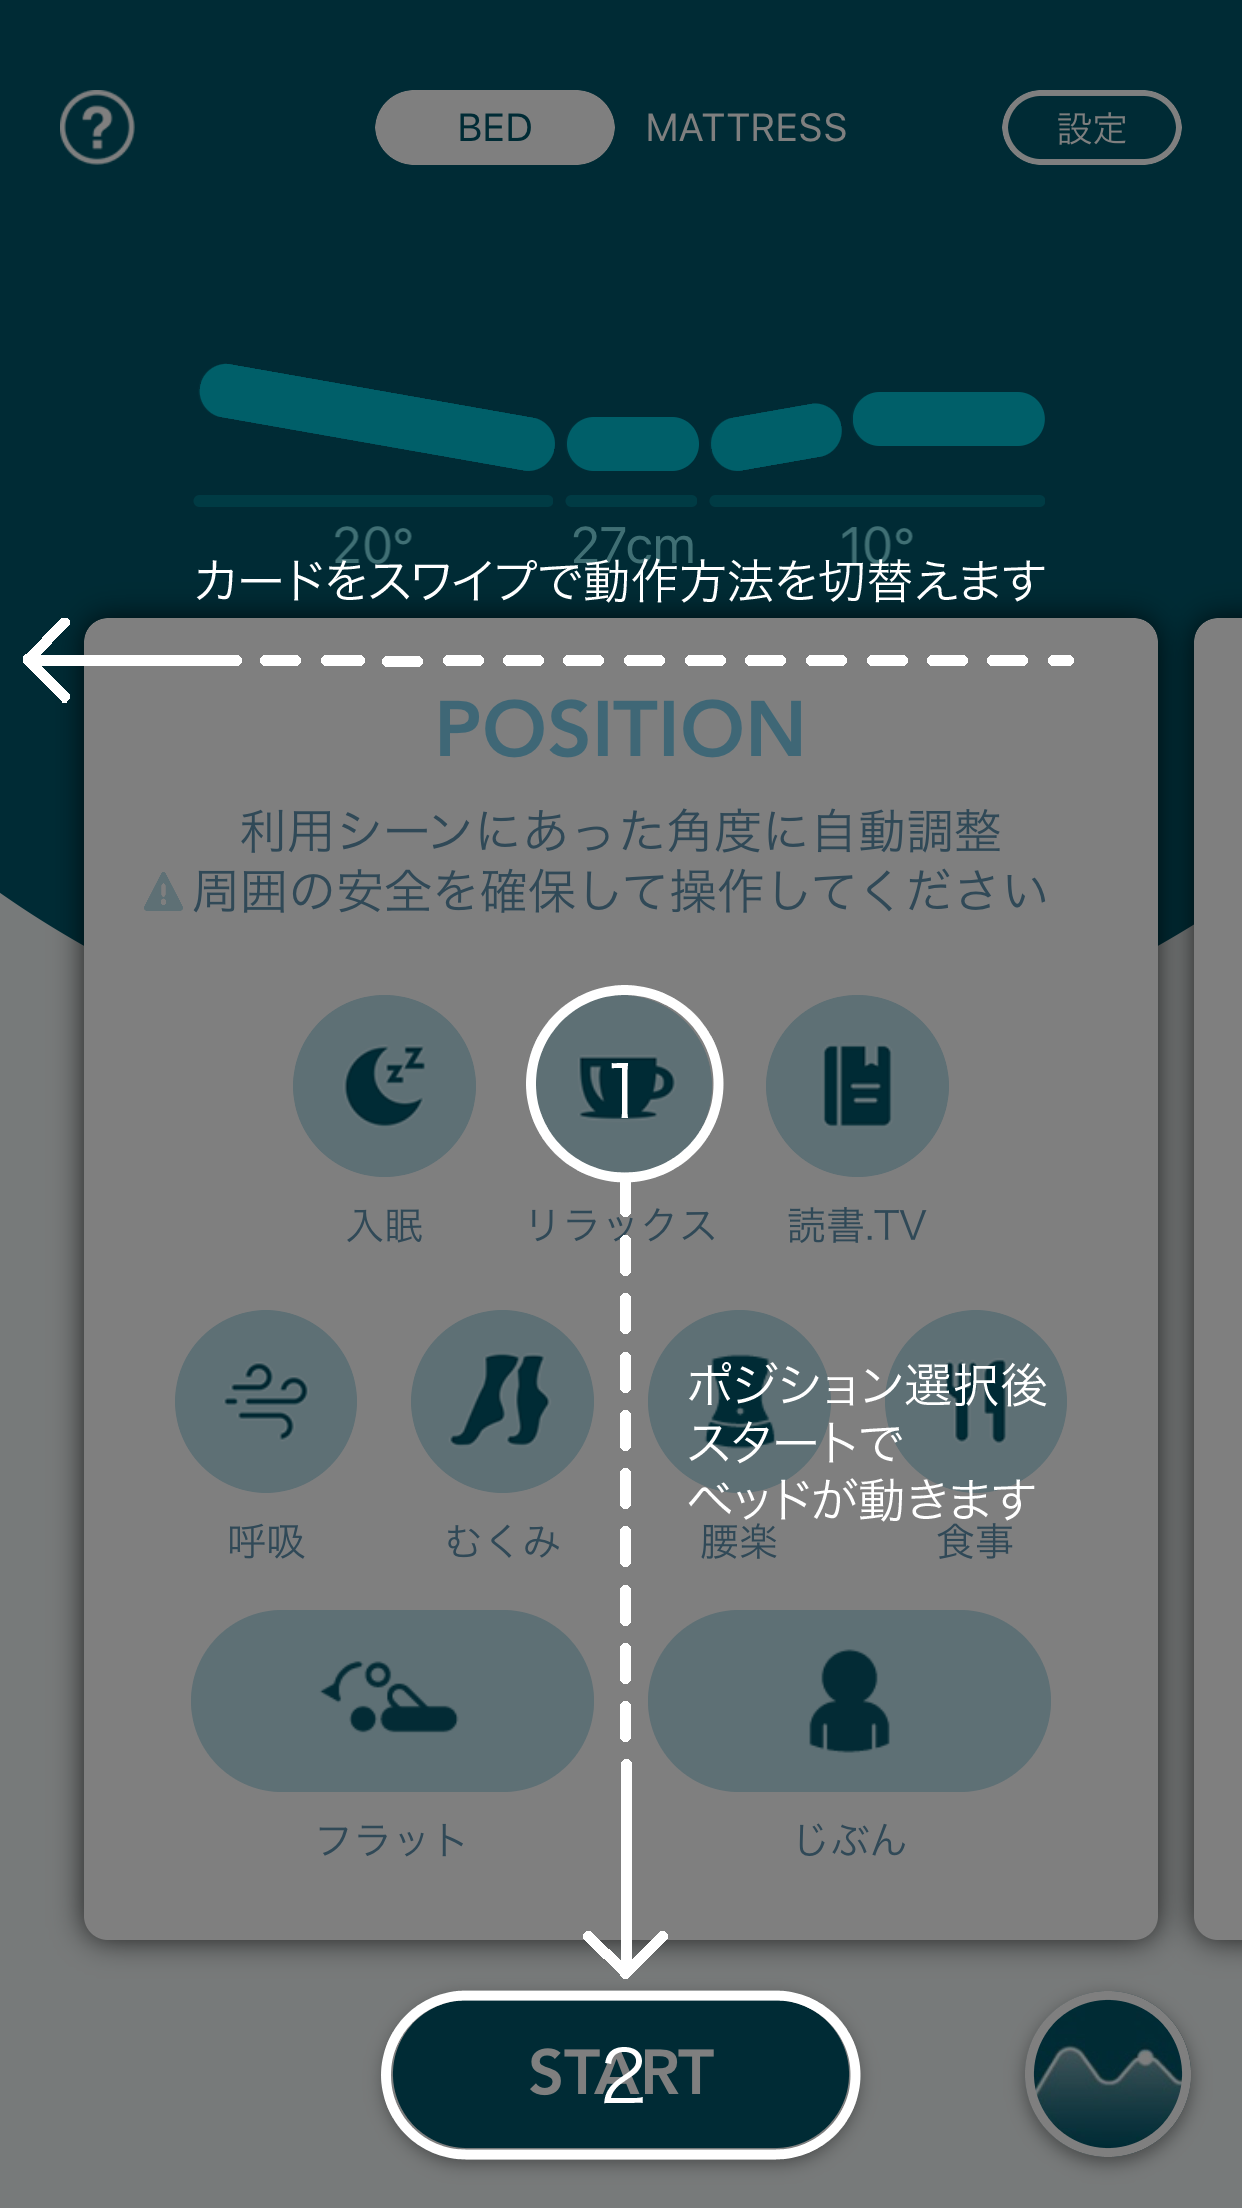 ?
BED MATTRESS 設定
20° 27cm 10°
カードをスワイプで動作方法を切替えます
POSITION
利用シーンにあった角度に自動調整
周囲の安全を確保して操作してください
1
入眠 リラックス 読書.TV
ポジション選択後
スタートで
ベッドが動きます
呼吸 むくみ 腰楽 食事
フラット じぶん
START
2